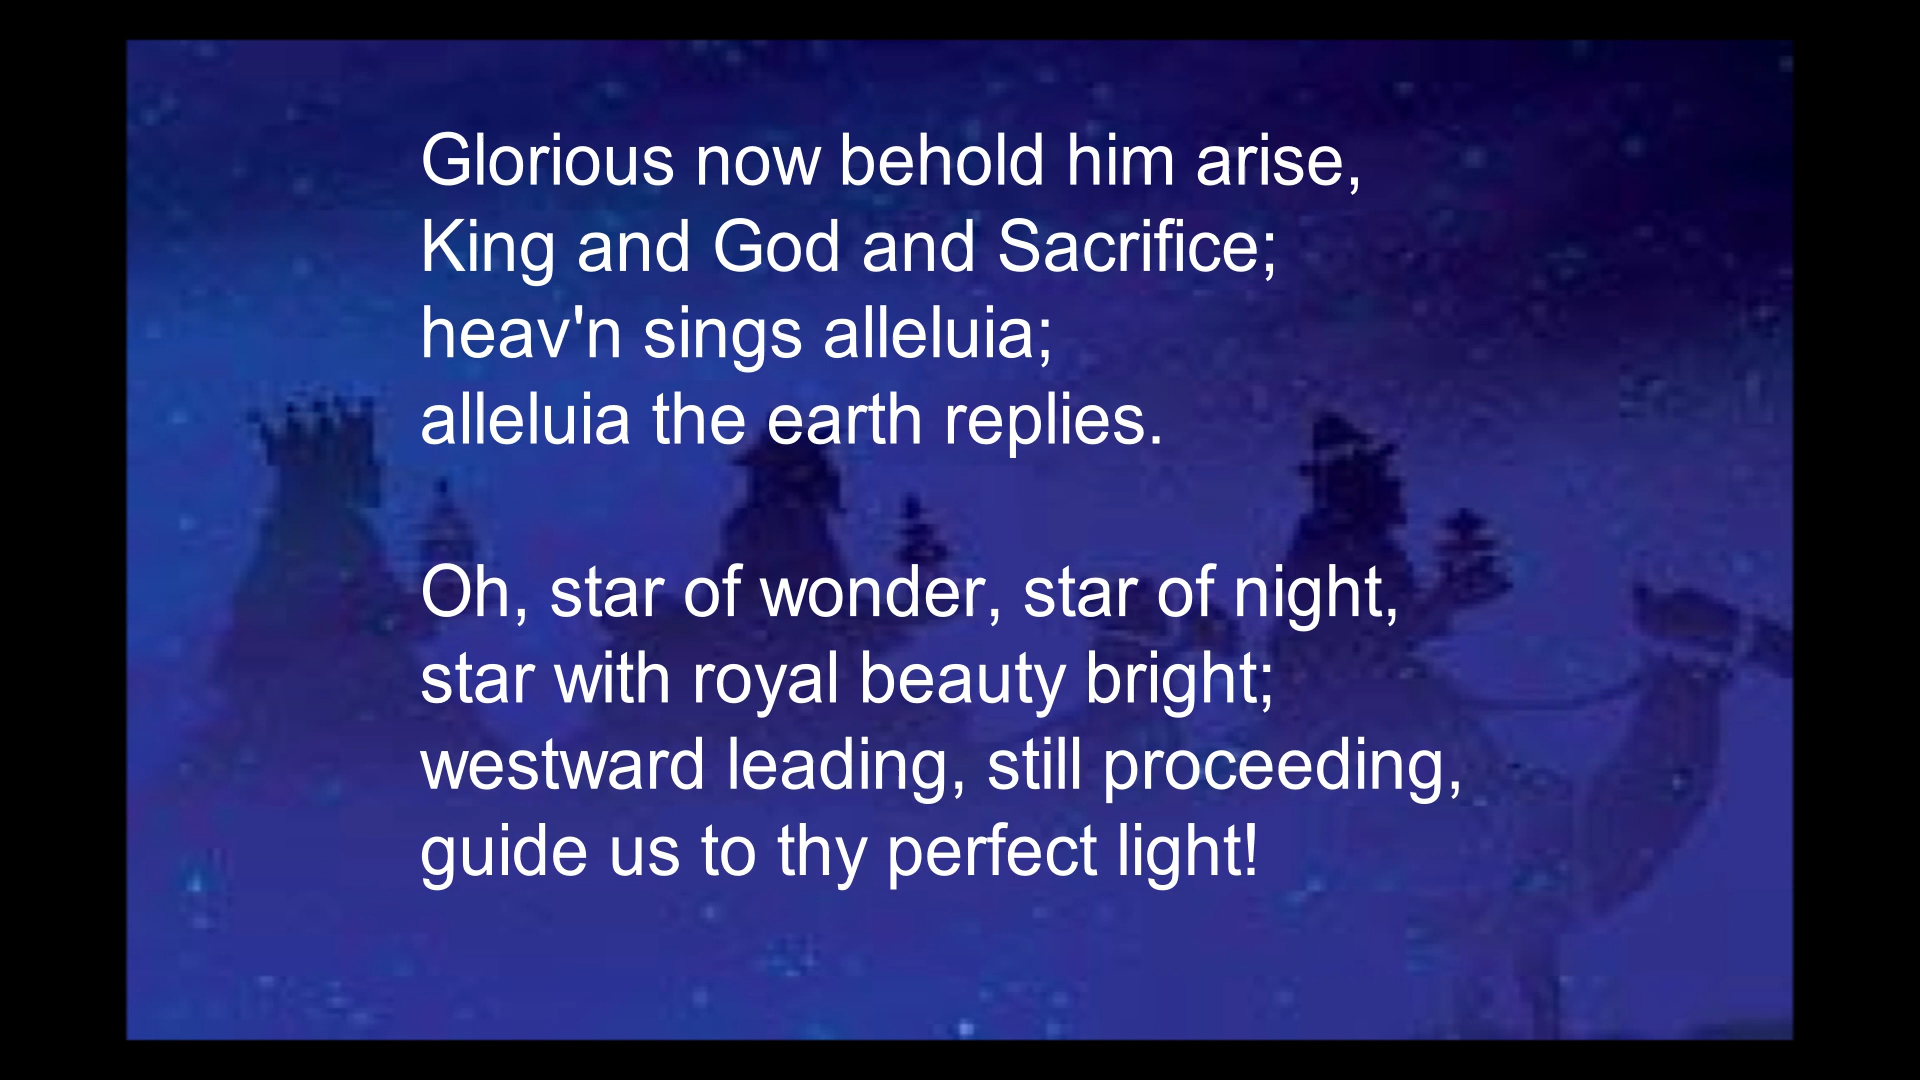 Glorious now behold him arise,
King and God and Sacrifice;
heav'n sings alleluia;
alleluia the earth replies.
Oh, star of wonder, star of night,
star with royal beauty bright;
westward leading, still proceeding,
guide us to thy perfect light!